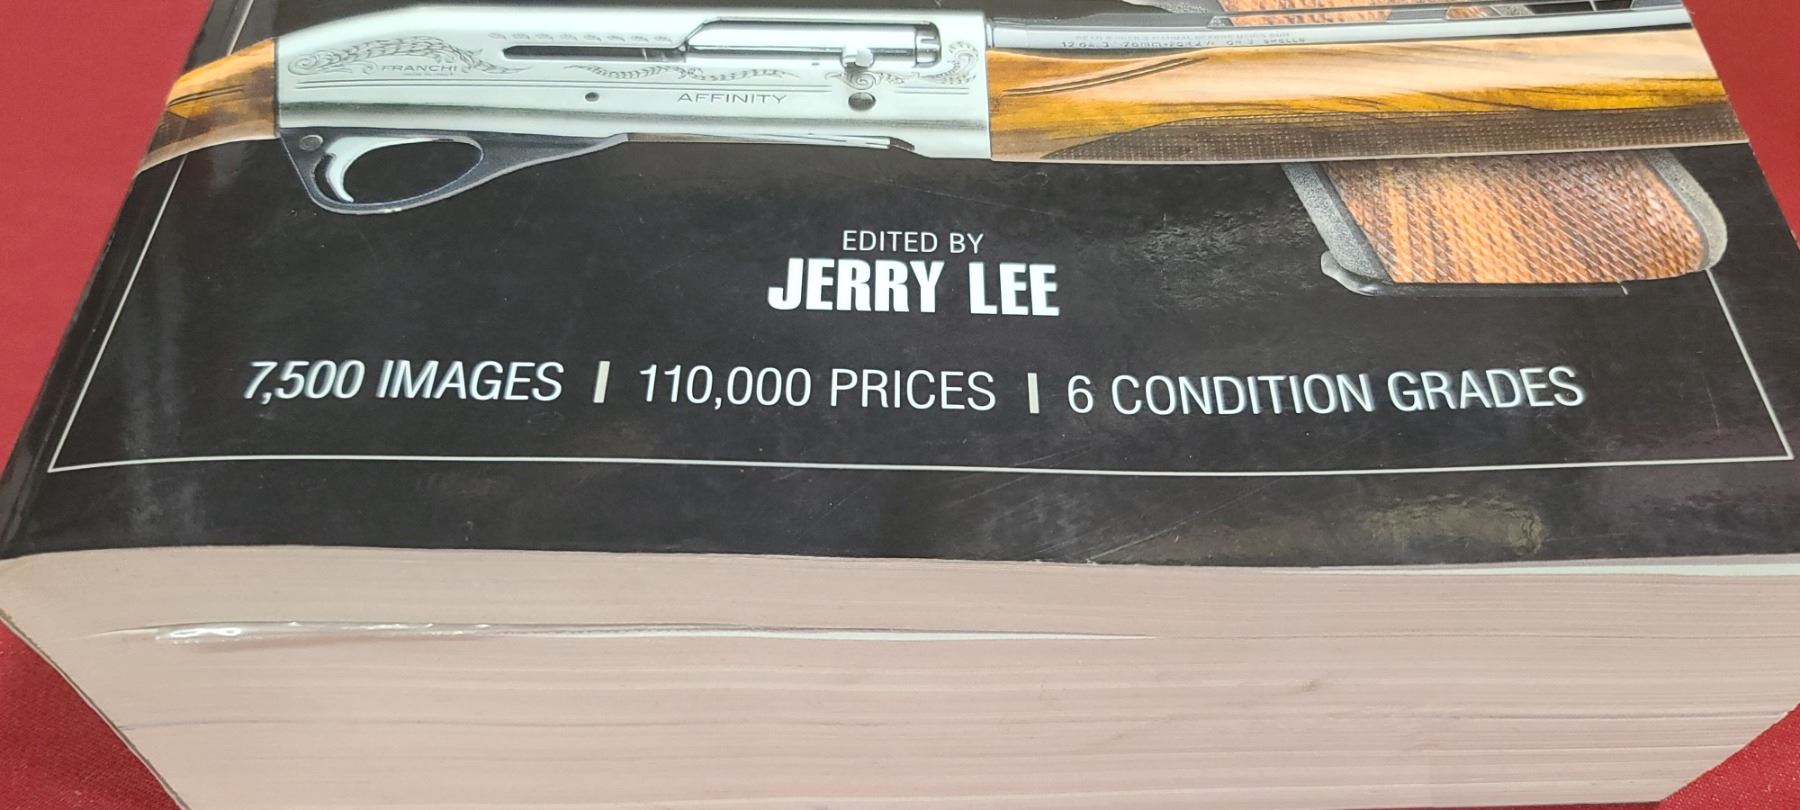 FRANCHI
AFFINITY
EDITED BY
JERRY LEE
7,500 IMAGES | 110,000 PRICES | 6 CONDITION GRADES